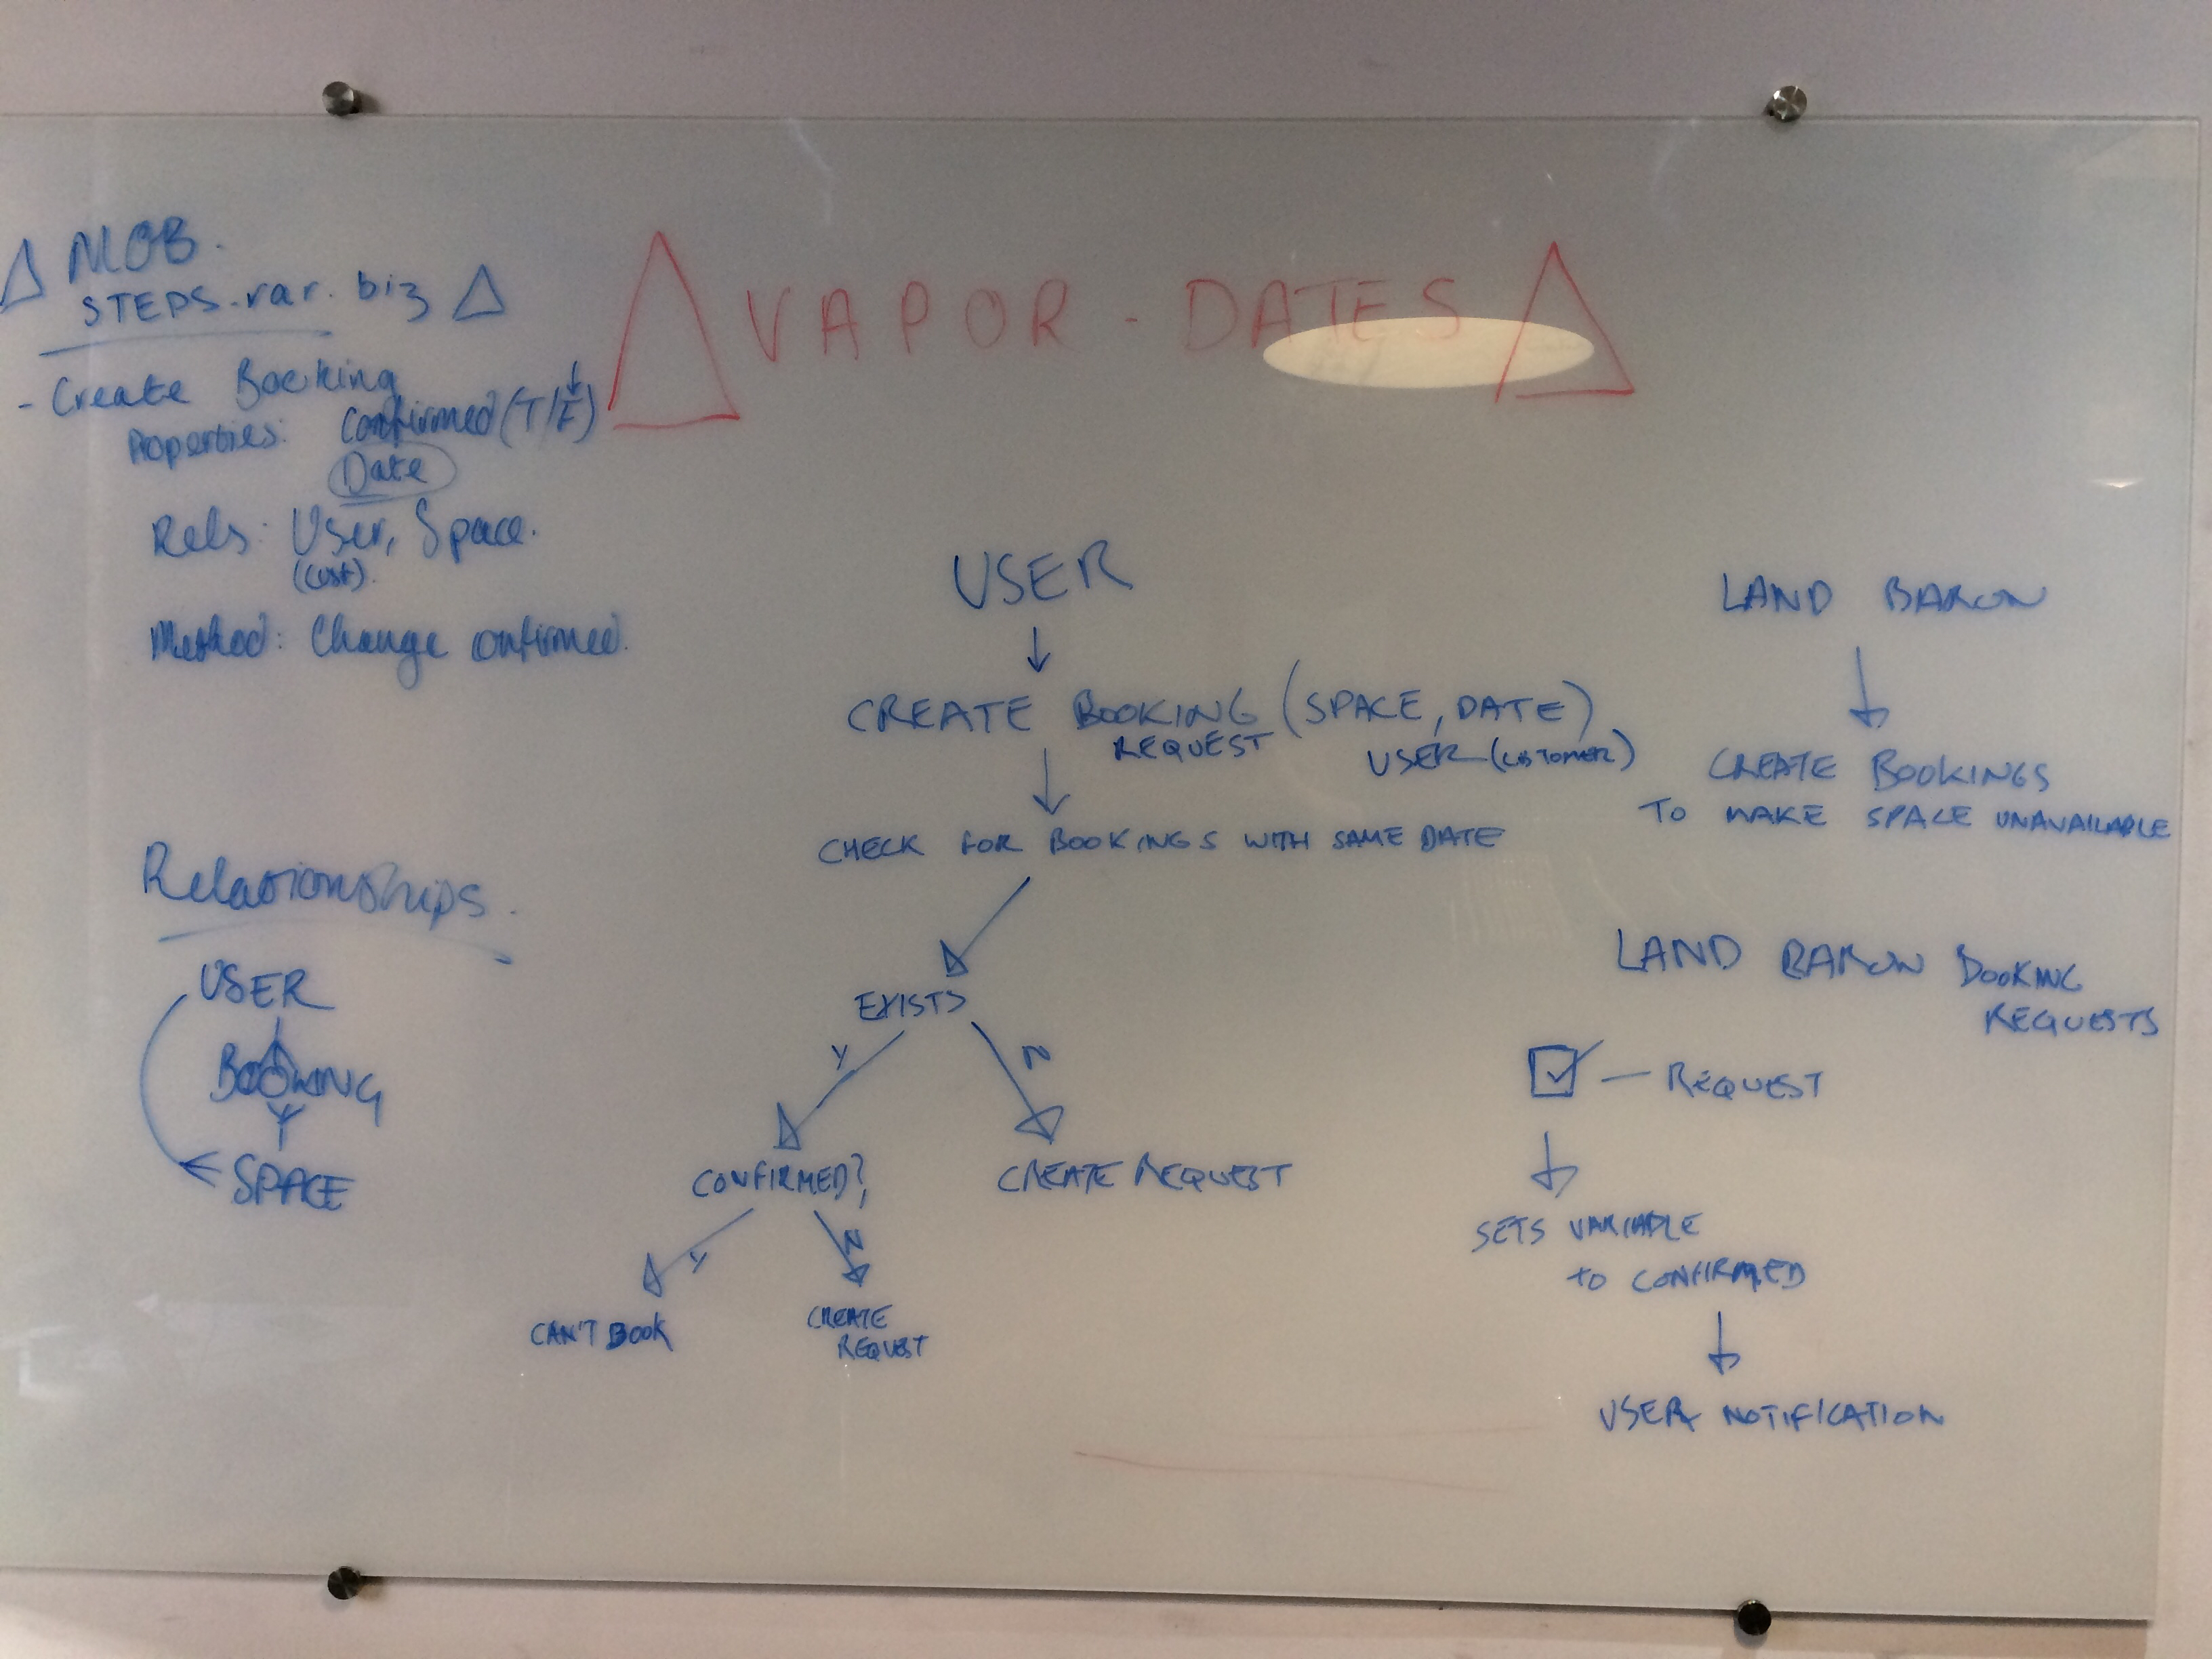 △ MOB.
STEPS.var.biz △
- Create Booking
Properties: Confirmed (T/F)
Date
Rels: User, Space.
(cust).
Method: Change confirmed.
Relationships.
USER
BOOKING
SPACE
△ VAPOR - DATES △
USER
CREATE BOOKING (SPACE, DATE)
REQUEST USER (CUSTOMER)
CHECK FOR BOOKINGS WITH SAME DATE
EXISTS
Y N
CONFIRMED? CREATE REQUEST
Y N
CAN'T BOOK CREATE
REQUEST
LAND BARON
CREATE BOOKINGS
TO MAKE SPACE UNAVAILABLE
LAND BARON BOOKING
REQUESTS
— REQUEST
SETS VARIABLE
TO CONFIRMED
USER NOTIFICATION